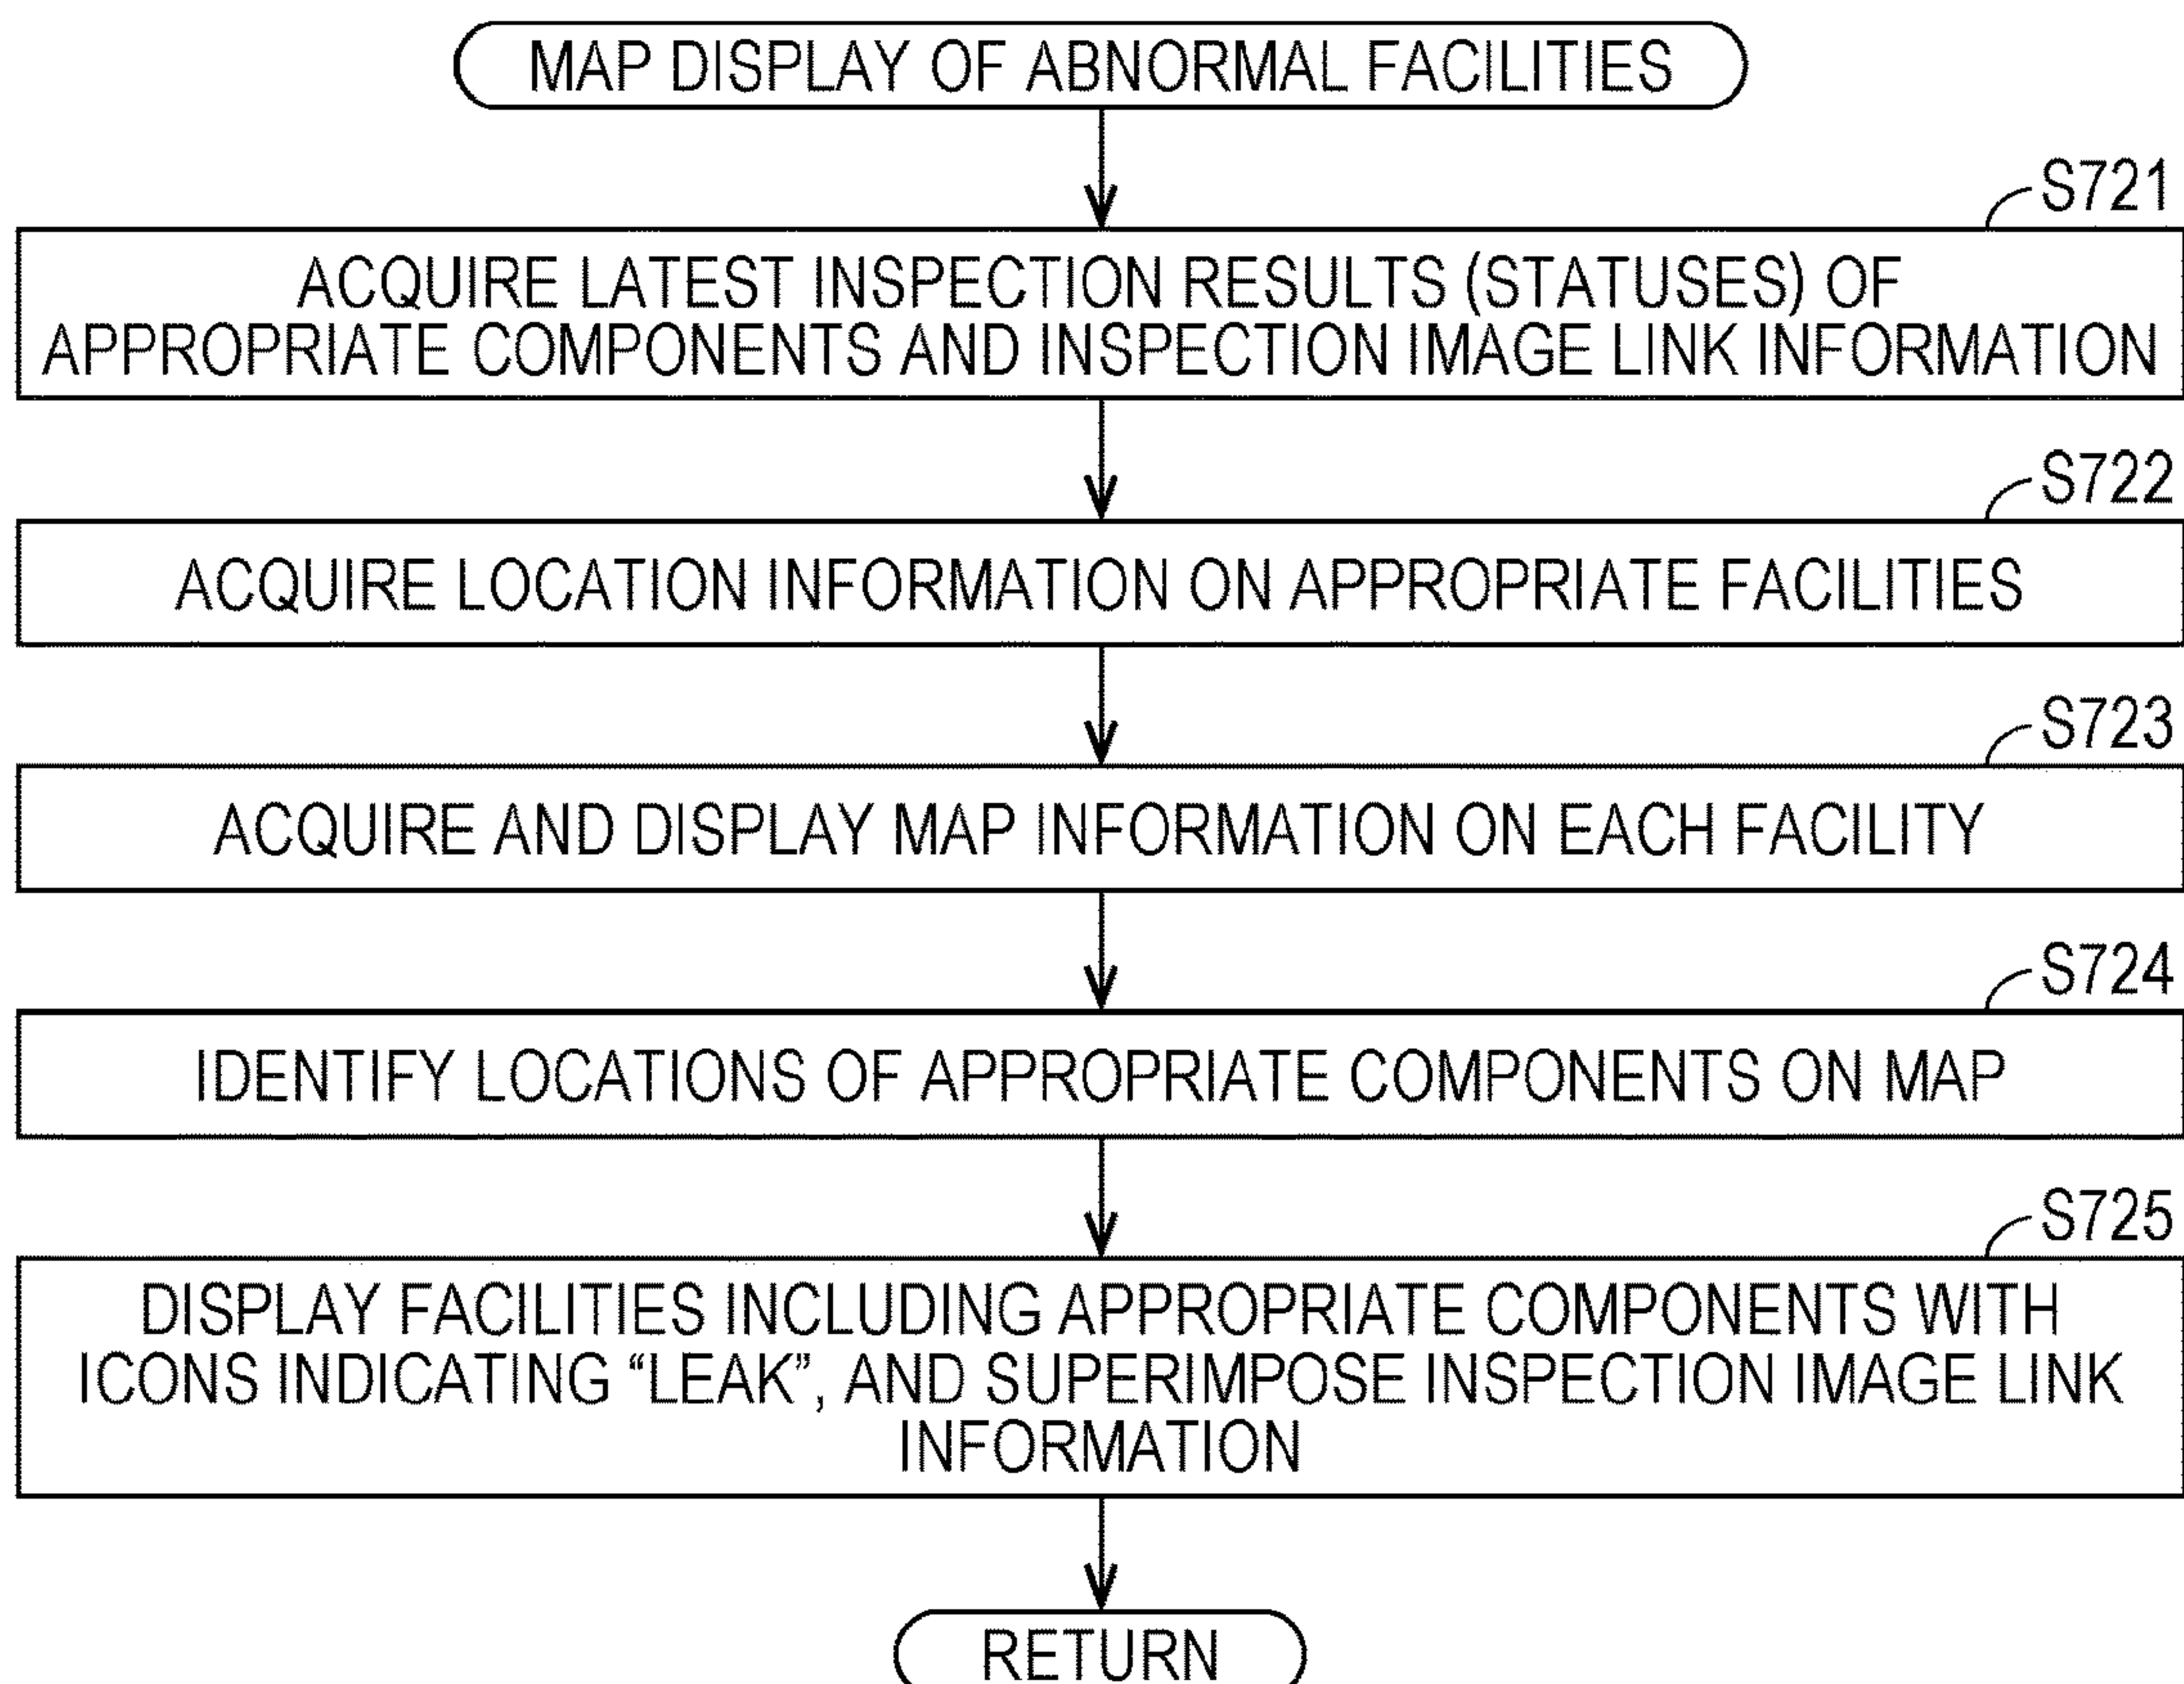 MAP DISPLAY OF ABNORMAL FACILITIES
S721
ACQUIRE LATEST INSPECTION RESULTS (STATUSES) OF
APPROPRIATE COMPONENTS AND INSPECTION IMAGE LINK INFORMATION
S722
ACQUIRE LOCATION INFORMATION ON APPROPRIATE FACILITIES
S723
ACQUIRE AND DISPLAY MAP INFORMATION ON EACH FACILITY
S724
IDENTIFY LOCATIONS OF APPROPRIATE COMPONENTS ON MAP
S725
DISPLAY FACILITIES INCLUDING APPROPRIATE COMPONENTS WITH
ICONS INDICATING “LEAK”, AND SUPERIMPOSE INSPECTION IMAGE LINK
INFORMATION
RETURN